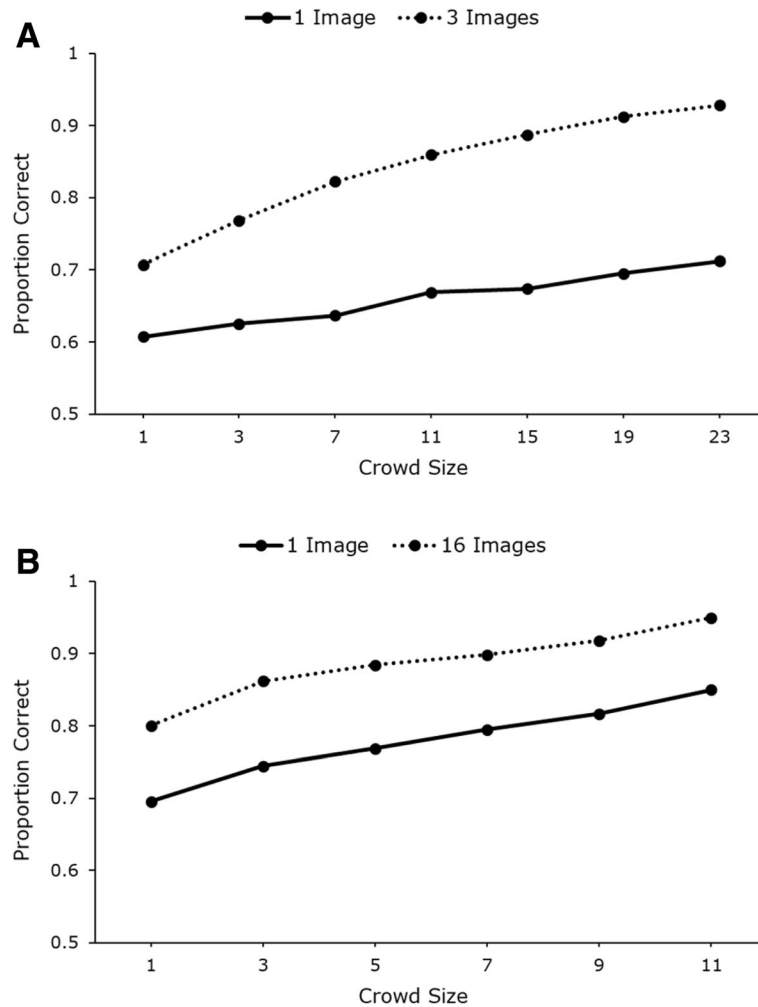 A
1 Image 3 Images
1
0.9
0.8
0.7
0.6
0.5
Proportion Correct
1 3 7 11 15 19 23
Crowd Size
B
1 Image 16 Images
1
0.9
0.8
0.7
0.6
0.5
Proportion Correct
1 3 5 7 9 11
Crowd Size